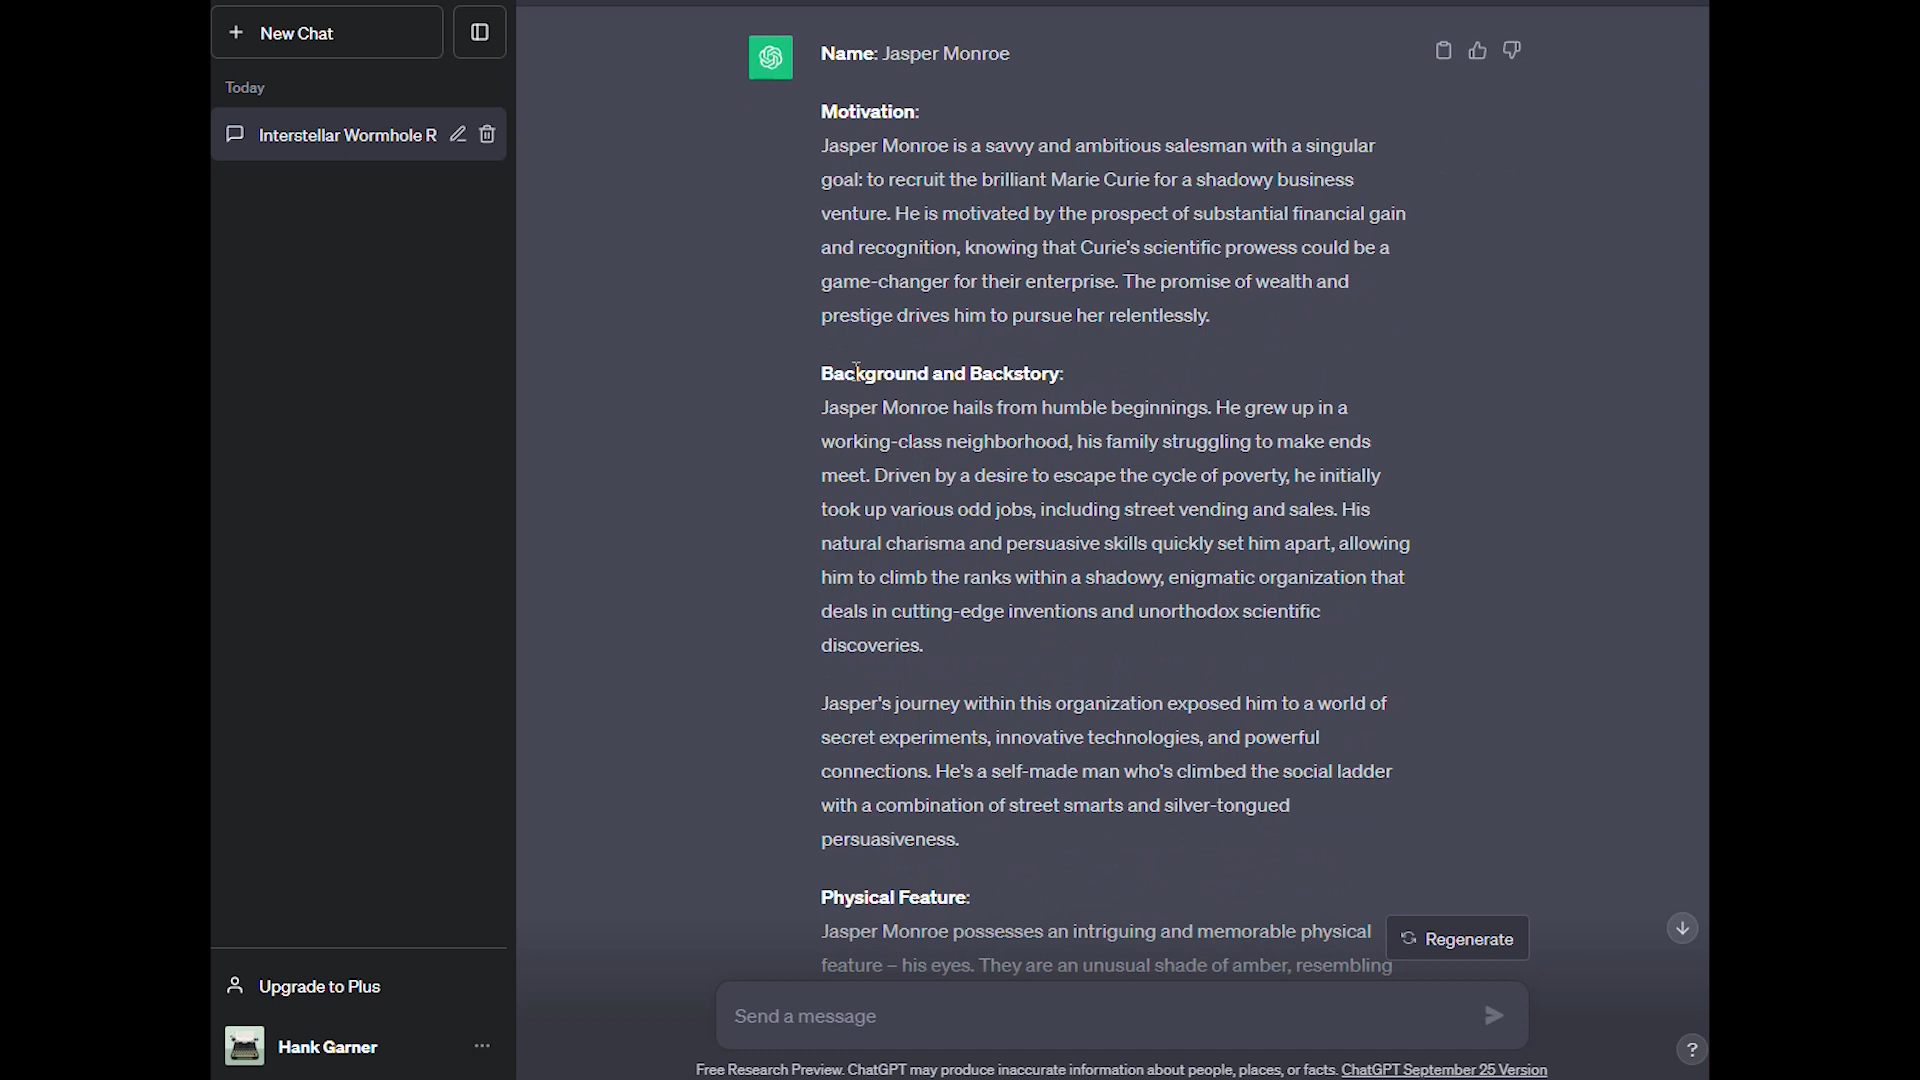 New Chat
Today
Interstellar Wormhole R
Name: Jasper Monroe
Motivation:
Jasper Monroe is a savvy and ambitious salesman with a singular
goal: to recruit the brilliant Marie Curie for a shadowy business
venture. He is motivated by the prospect of substantial financial gain
and recognition, knowing that Curie's scientific prowess could be a
game-changer for their enterprise. The promise of wealth and
prestige drives him to pursue her relentlessly.
Background and Backstory:
Jasper Monroe hails from humble beginnings. He grew up in a
working-class neighborhood, his family struggling to make ends
meet. Driven by a desire to escape the cycle of poverty, he initially
took up various odd jobs, including street vending and sales. His
natural charisma and persuasive skills quickly set him apart, allowing
him to climb the ranks within a shadowy, enigmatic organization that
deals in cutting-edge inventions and unorthodox scientific
discoveries.
Jasper's journey within this organization exposed him to a world of
secret experiments, innovative technologies, and powerful
connections. He's a self-made man who's climbed the social ladder
with a combination of street smarts and silver-tongued
persuasiveness.
Physical Feature:
Jasper Monroe possesses an intriguing and memorable physical
feature – his eyes. They are an unusual shade of amber, resembling
Regenerate
Send a message
Upgrade to Plus
Hank Garner
Free Research Preview. ChatGPT may produce inaccurate information about people, places, or facts. ChatGPT September 25 Version
?